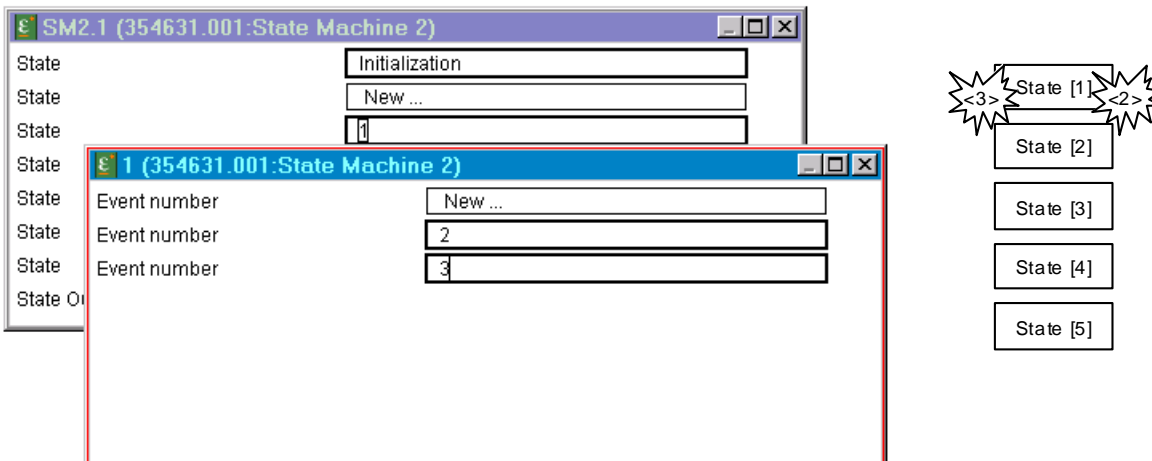 SM2.1 (354631.001:State Machine 2)
State Initialization
State New ...
State 1
State
State
State
State
State
1 (354631.001:State Machine 2)
Event number New ...
Event number 2
Event number 3
<3> State [1] <2>
State [2]
State [3]
State [4]
State [5]